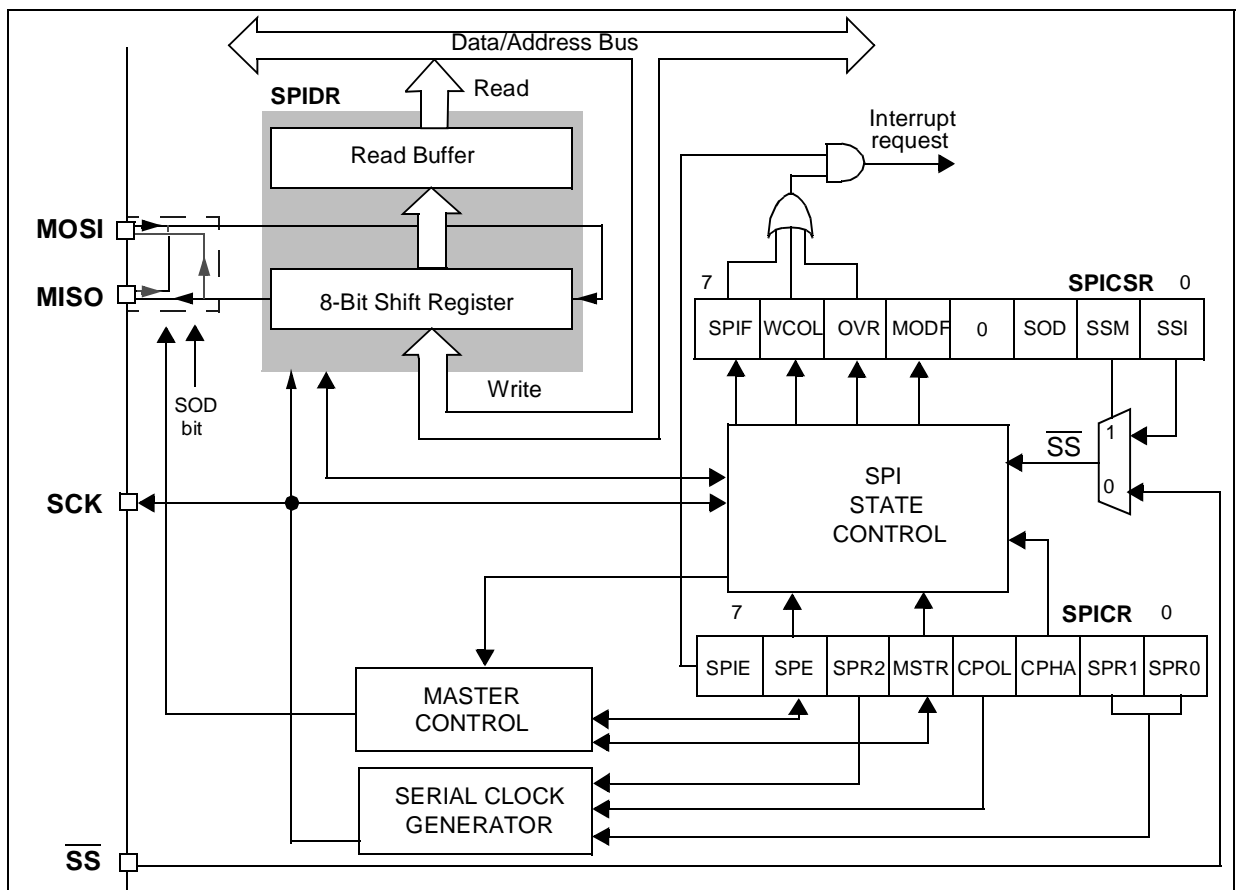 Data/Address Bus
Read
SPIDR
Interrupt
request
Read Buffer
MOSI
MISO
8-Bit Shift Register
7
SPICSR
0
SPIF
WCOL
OVR
MODF
0
SOD
SSM
SSI
Write
SOD
bit
1
SS
0
SCK
SPI
STATE
CONTROL
7
SPICR
0
SPIE
SPE
SPR2
MSTR
CPOL
CPHA
SPR1
SPR0
MASTER
CONTROL
SERIAL CLOCK
GENERATOR
SS